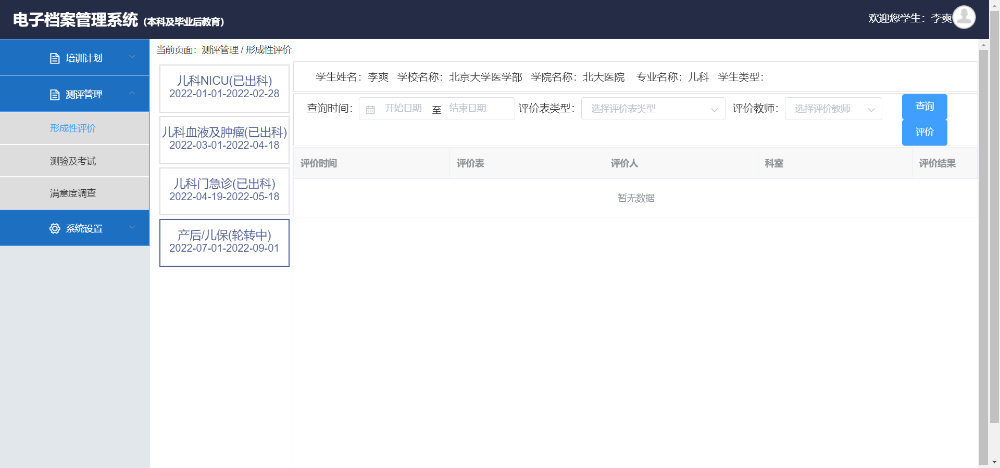 电子档案管理系统 (本科及毕业后教育)
欢迎您学生：李爽
培训计划
测评管理
形成性评价
测验及考试
满意度调查
系统设置
当前页面：测评管理 / 形成性评价
儿科NICU(已出科)
2022-01-01-2022-02-28
儿科血液及肿瘤(已出科)
2022-03-01-2022-04-18
儿科门急诊(已出科)
2022-04-19-2022-05-18
产后/儿保(轮转中)
2022-07-01-2022-09-01
学生姓名：李爽 学校名称：北京大学医学部 学院名称：北大医院 专业名称：儿科 学生类型：
查询时间： 开始日期 至 结束日期 评价表类型： 选择评价表类型 评价教师： 选择评价教师 查询
评价
评价时间 评价表 评价人 科室 评价结果
暂无数据